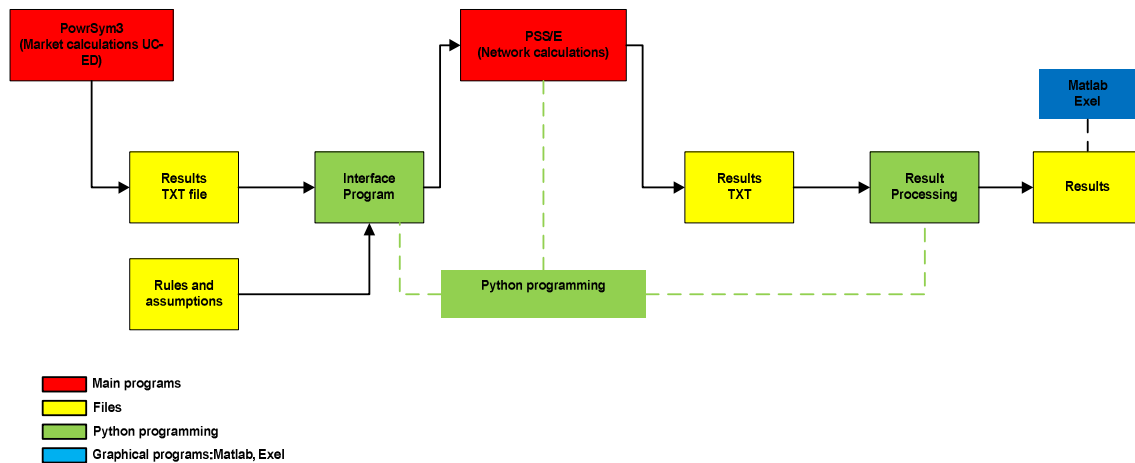 PowrSym3
(Market calculations UC-
ED)
PSS/E
(Network calculations)
Matlab
Exel
Results
TXT file
Interface
Program
Results
TXT
Result
Processing
Results
Rules and
assumptions
Python programming
Main programs
Files
Python programming
Graphical programs:Matlab, Exel